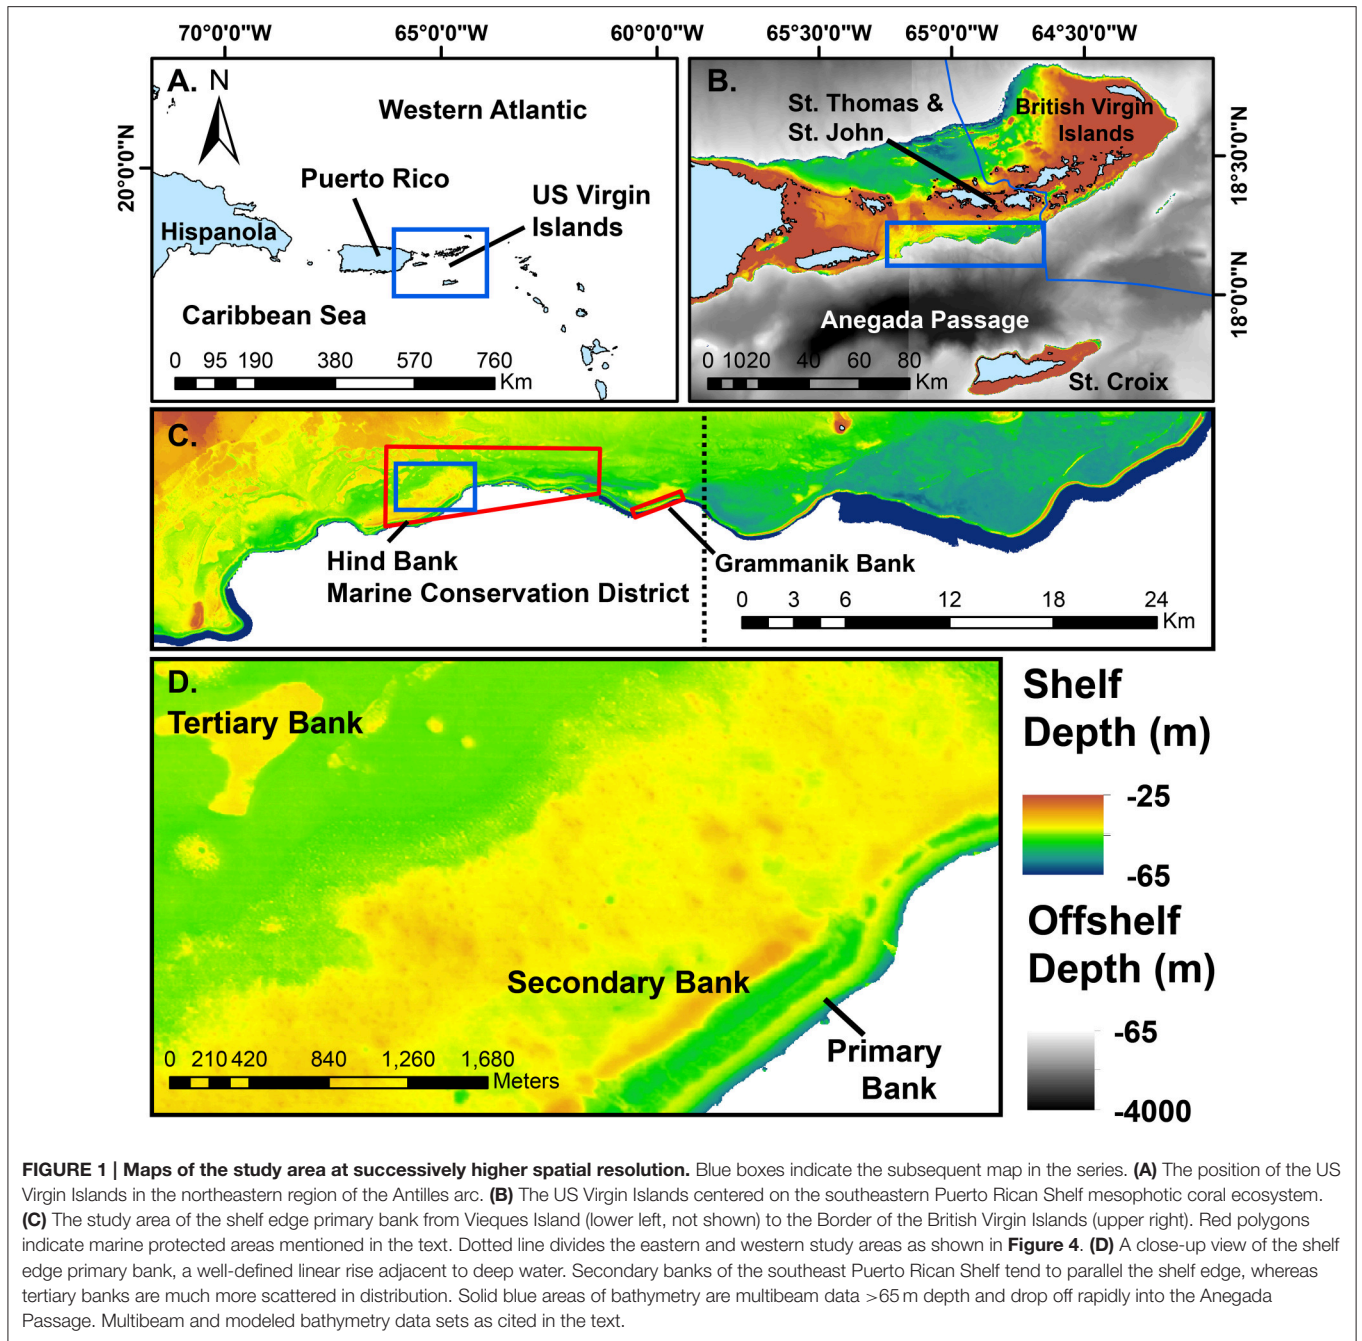 70°0'0"W 65°0'0"W 60°0'0"W 65°30'0"W 65°0'0"W 64°30'0"W
A.
N
Western Atlantic
20°0'0"N
Puerto Rico
US Virgin
Islands
Hispanola
Caribbean Sea
0 95 190 380 570 760
Km
B.
St. Thomas &
St. John
British Virgin
Islands
18°30'0"N
18°0'0"N
Anegada Passage
0 10 20 40 60 80
Km
St. Croix
C.
Hind Bank
Marine Conservation District
Grammanik Bank
0 3 6 12 18 24
Km
D.
Tertiary Bank
Secondary Bank
Primary
Bank
0 210 420 840 1,260 1,680
Meters
Shelf
Depth (m)
-25
-65
Offshelf
Depth (m)
-65
-4000
FIGURE 1 | Maps of the study area at successively higher spatial resolution. Blue boxes indicate the subsequent map in the series. (A) The position of the US
Virgin Islands in the northeastern region of the Antilles arc. (B) The US Virgin Islands centered on the southeastern Puerto Rican Shelf mesophotic coral ecosystem.
(C) The study area of the shelf edge primary bank from Vieques Island (lower left, not shown) to the Border of the British Virgin Islands (upper right). Red polygons
indicate marine protected areas mentioned in the text. Dotted line divides the eastern and western study areas as shown in Figure 4. (D) A close-up view of the shelf
edge primary bank, a well-defined linear rise adjacent to deep water. Secondary banks of the southeast Puerto Rican Shelf tend to parallel the shelf edge, whereas
tertiary banks are much more scattered in distribution. Solid blue areas of bathymetry are multibeam data >65 m depth and drop off rapidly into the Anegada
Passage. Multibeam and modeled bathymetry data sets as cited in the text.